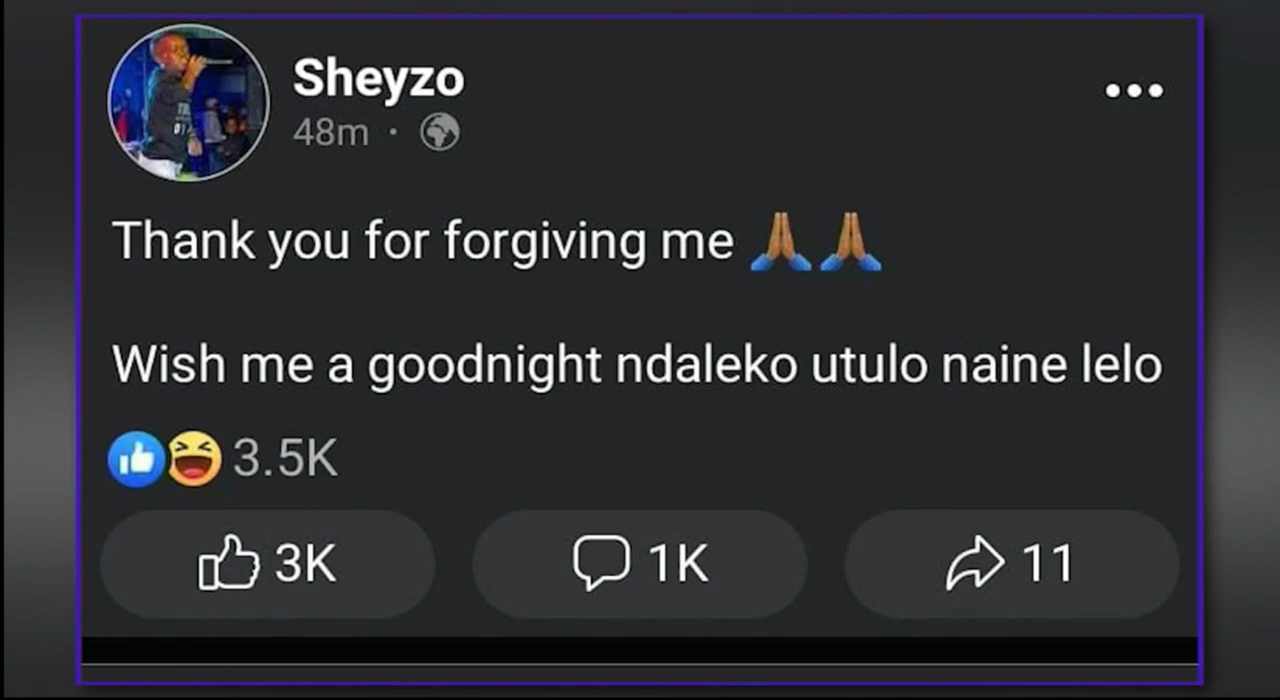 Sheyzo
48m ·
Thank you for forgiving me 🙏🏽🙏🏽
Wish me a goodnight ndaleko utulo naine lelo
3.5K
3K
1K
11